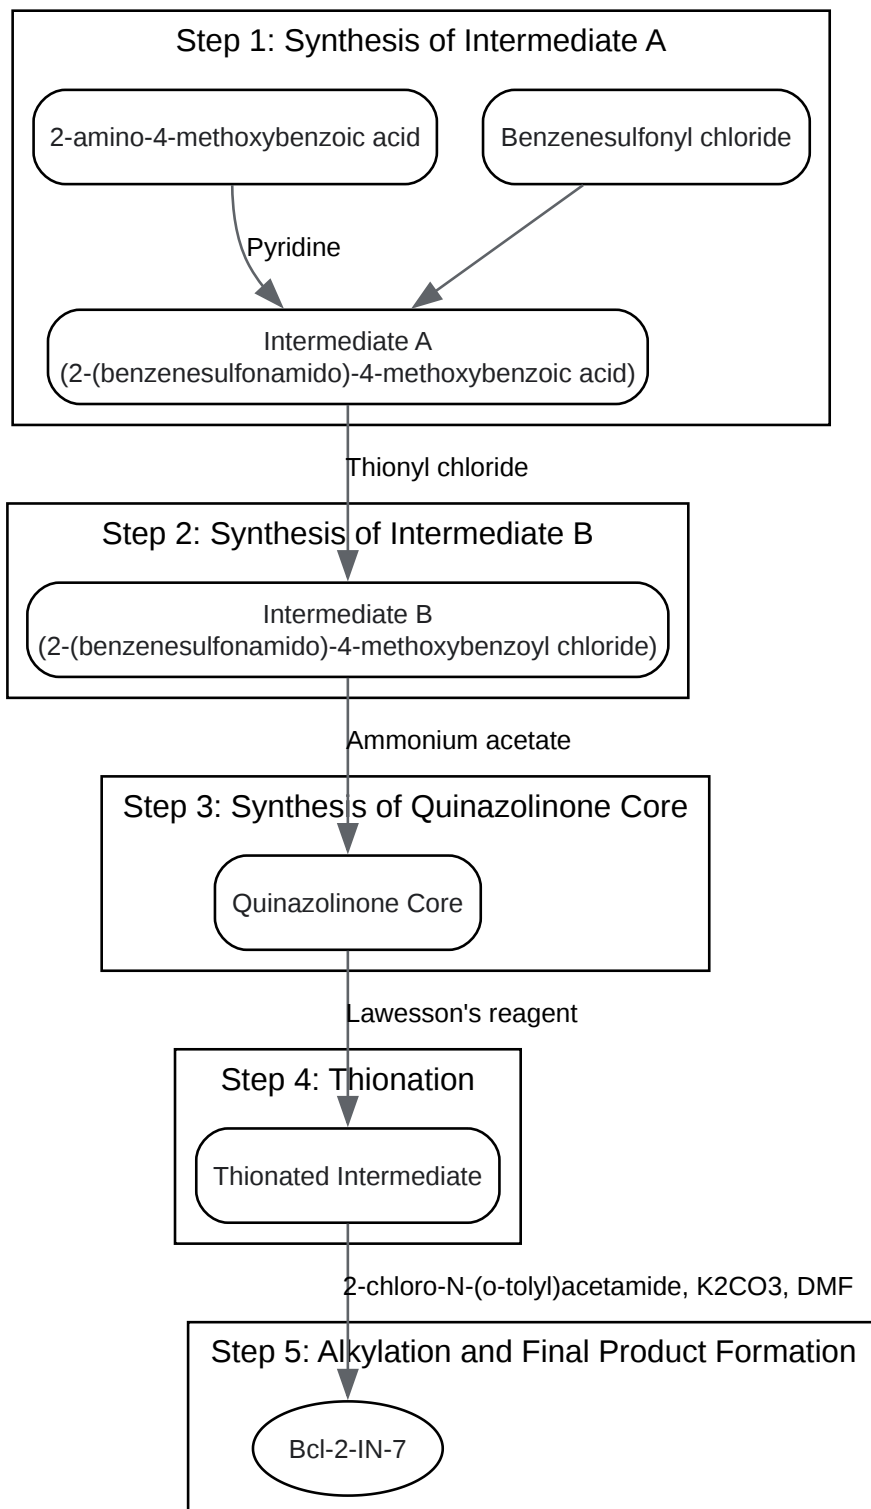 Step 1: Synthesis of Intermediate A
2-amino-4-methoxybenzoic acid
Benzenesulfonyl chloride
Pyridine
Intermediate A
(2-(benzenesulfonamido)-4-methoxybenzoic acid)
Thionyl chloride
Step 2: Synthesis of Intermediate B
Intermediate B
(2-(benzenesulfonamido)-4-methoxybenzoyl chloride)
Ammonium acetate
Step 3: Synthesis of Quinazolinone Core
Quinazolinone Core
Lawesson's reagent
Step 4: Thionation
Thionated Intermediate
2-chloro-N-(o-tolyl)acetamide, K2CO3, DMF
Step 5: Alkylation and Final Product Formation
Bcl-2-IN-7